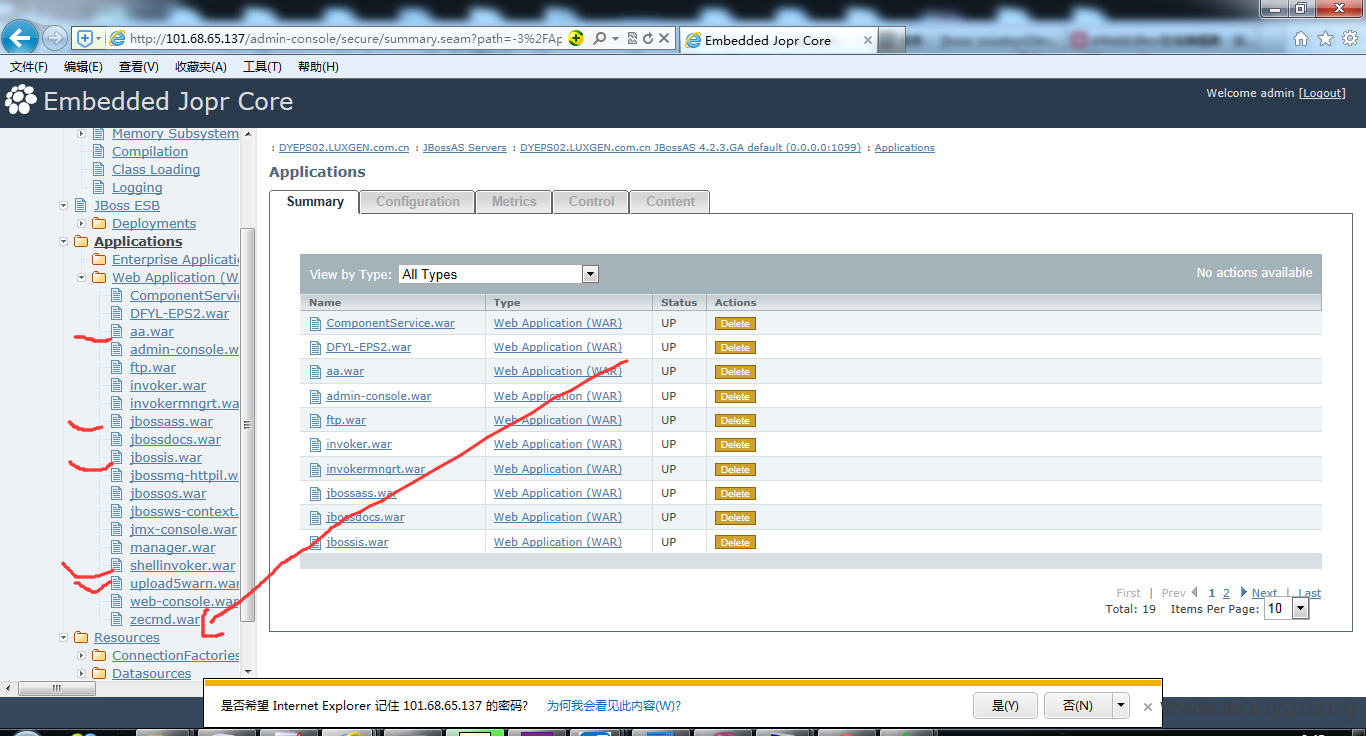 http://101.68.65.137/admin-console/secure/summary.seam?path=-3%2FAp
Embedded Jopr Core
文件(F) 编辑(E) 查看(V) 收藏夹(A) 工具(T) 帮助(H)
Embedded Jopr Core
Welcome admin [Logout]
Memory Subsystem
Compilation
Class Loading
Logging
JBoss ESB
Deployments
Applications
Enterprise Applicati
Web Application (W
ComponentServi
DFYL-EPS2.war
aa.war
admin-console.w
ftp.war
invoker.war
invokermngrt.wa
jbossass.war
jbossdocs.war
jbossis.war
jbossmq-httpil.w
jbossos.war
jbossws-context.
jmx-console.war
manager.war
shellinvoker.war
upload5warn.war
web-console.war
zecmd.war
Resources
ConnectionFactories
Datasources
: DYEPS02.LUXGEN.com.cn : JBossAS Servers : DYEPS02.LUXGEN.com.cn JBossAS 4.2.3.GA default (0.0.0.0:1099) : Applications
Applications
Summary Configuration Metrics Control Content
View by Type: All Types No actions available
Name Type Status Actions
ComponentService.war Web Application (WAR) UP Delete
DFYL-EPS2.war Web Application (WAR) UP Delete
aa.war Web Application (WAR) UP Delete
admin-console.war Web Application (WAR) UP Delete
ftp.war Web Application (WAR) UP Delete
invoker.war Web Application (WAR) UP Delete
invokermngrt.war Web Application (WAR) UP Delete
jbossass.war Web Application (WAR) UP Delete
jbossdocs.war Web Application (WAR) UP Delete
jbossis.war Web Application (WAR) UP Delete
First | Prev 1 2 Next | Last
Total: 19 Items Per Page: 10
是否希望 Internet Explorer 记住 101.68.65.137 的密码? 为何我会看见此内容(W)? 是(Y) 否(N)
www.wooyun.org